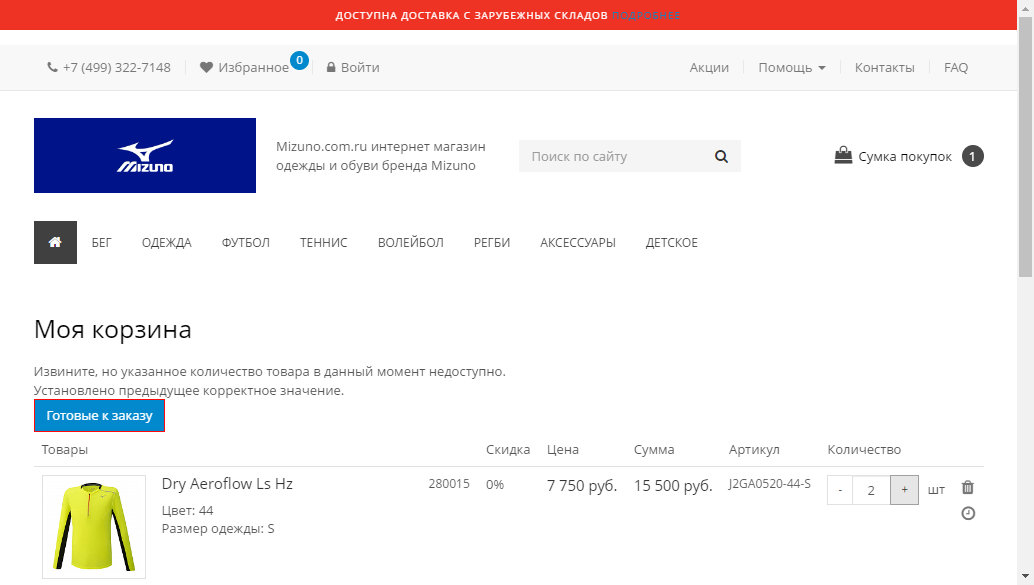 ДОСТУПНА ДОСТАВКА С ЗАРУБЕЖНЫХ СКЛАДОВ ПОДРОБНЕЕ
+7 (499) 322-7148 Избранное 0 Войти Акции Помощь Контакты FAQ
MIZUNO
Mizuno.com.ru интернет магазин
одежды и обуви бренда Mizuno
Поиск по сайту
Сумка покупок 1
БЕГ ОДЕЖДА ФУТБОЛ ТЕННИС ВОЛЕЙБОЛ РЕГБИ АКСЕССУАРЫ ДЕТСКОЕ
Моя корзина
Извините, но указанное количество товара в данный момент недоступно.
Установлено предыдущее корректное значение.
Готовые к заказу
Товары Скидка Цена Сумма Артикул Количество
Dry Aeroflow Ls Hz 280015 0% 7 750 руб. 15 500 руб. J2GA0520-44-S - 2 + шт
Цвет: 44
Размер одежды: S